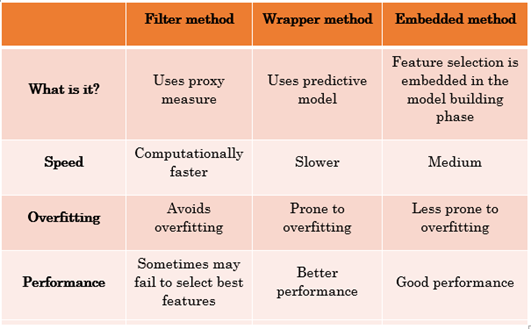 Filter method Wrapper method Embedded method
What is it?
Uses proxy
measure
Uses predictive
model
Feature selection is
embedded in the
model building
phase
Speed
Computationally
faster
Slower
Medium
Overfitting
Avoids
overfitting
Prone to
overfitting
Less prone to
overfitting
Performance
Sometimes may
fail to select best
features
Better
performance
Good performance